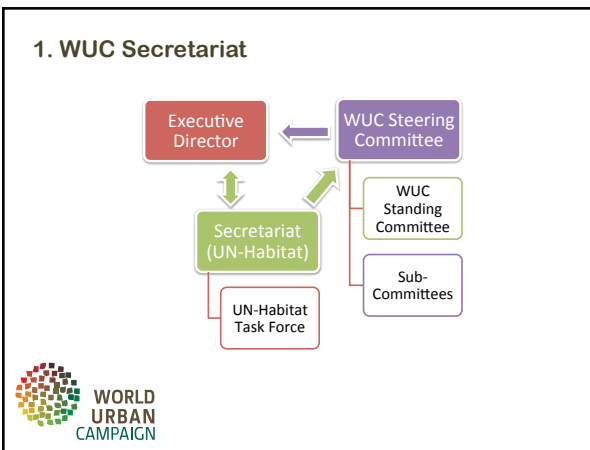 1. WUC Secretariat
Executive
Director
WUC Steering
Committee
WUC
Standing
Committee
Secretariat
(UN-Habitat)
Sub-
Committees
UN-Habitat
Task Force
WORLD
URBAN
CAMPAIGN